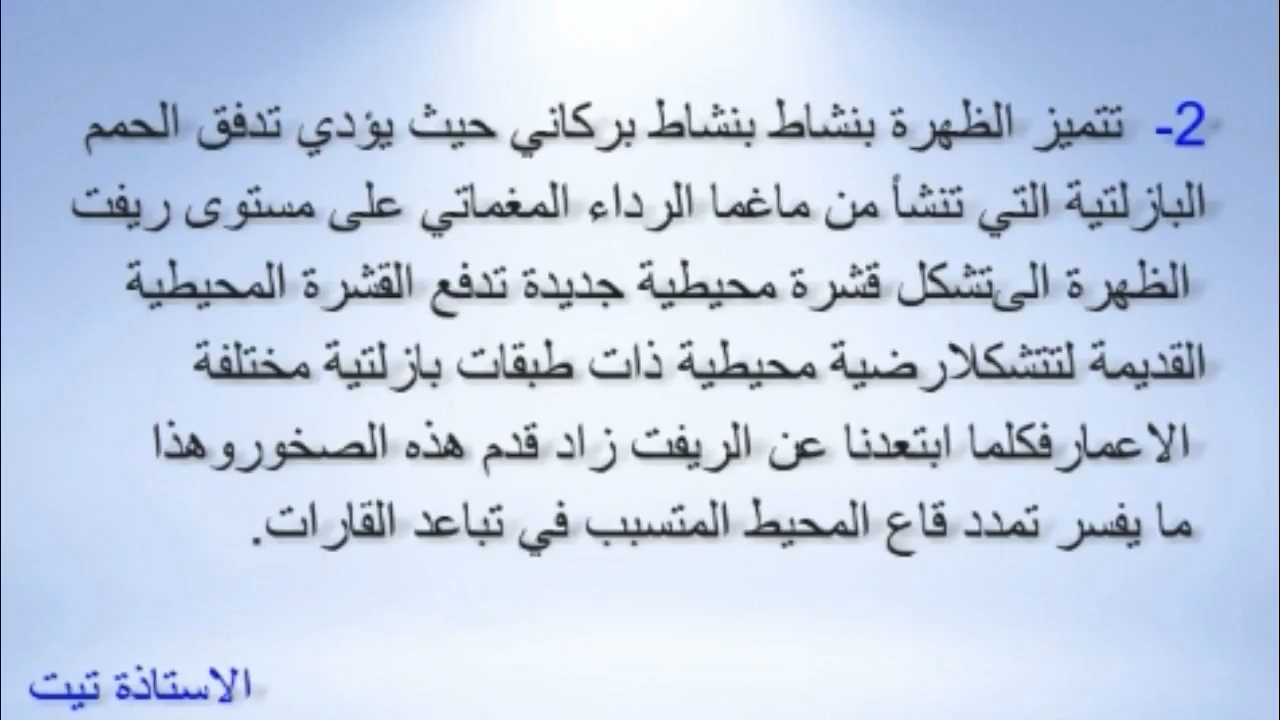 2- تتميز الظهرة بنشاط بنشاط بركاني حيث يؤدي تدفق الحمم
البازلتية التي تنشأ من ماغما الرداء المغماتي على مستوى ريفت
الظهرة الىتشكل قشرة محيطية جديدة تدفع القشرة المحيطية
القديمة لتتشكلارضية محيطية ذات طبقات بازلتية مختلفة
الاعمارفكلما ابتعدنا عن الريفت زاد قدم هذه الصخوروهذا
ما يفسر تمدد قاع المحيط المتسبب في تباعد القارات.
الاستاذة تيت